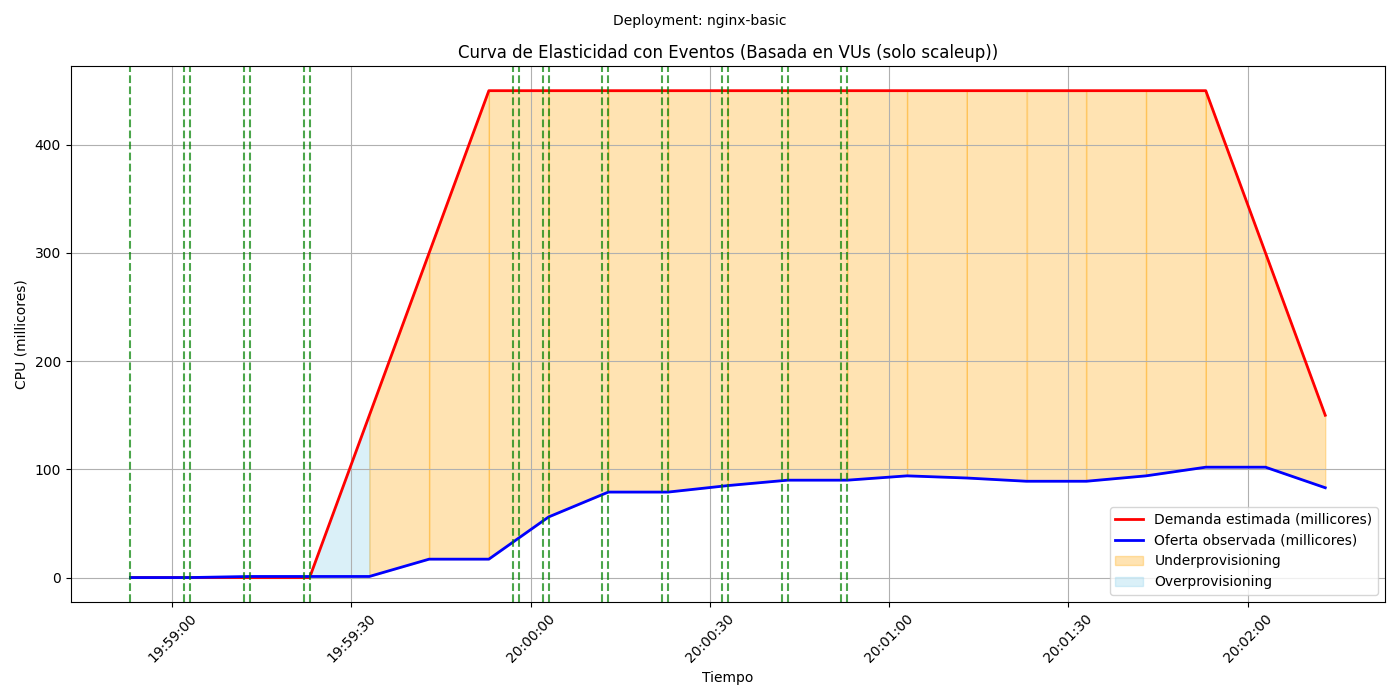 Deployment: nginx-basic
Curva de Elasticidad con Eventos (Basada en VUs (solo scaleup))
CPU (millicores)
400
300
200
100
0
Demanda estimada (millicores)
Oferta observada (millicores)
Underprovisioning
Overprovisioning
19:59:00
19:59:30
20:00:00
20:00:30
20:01:00
20:01:30
20:02:00
Tiempo